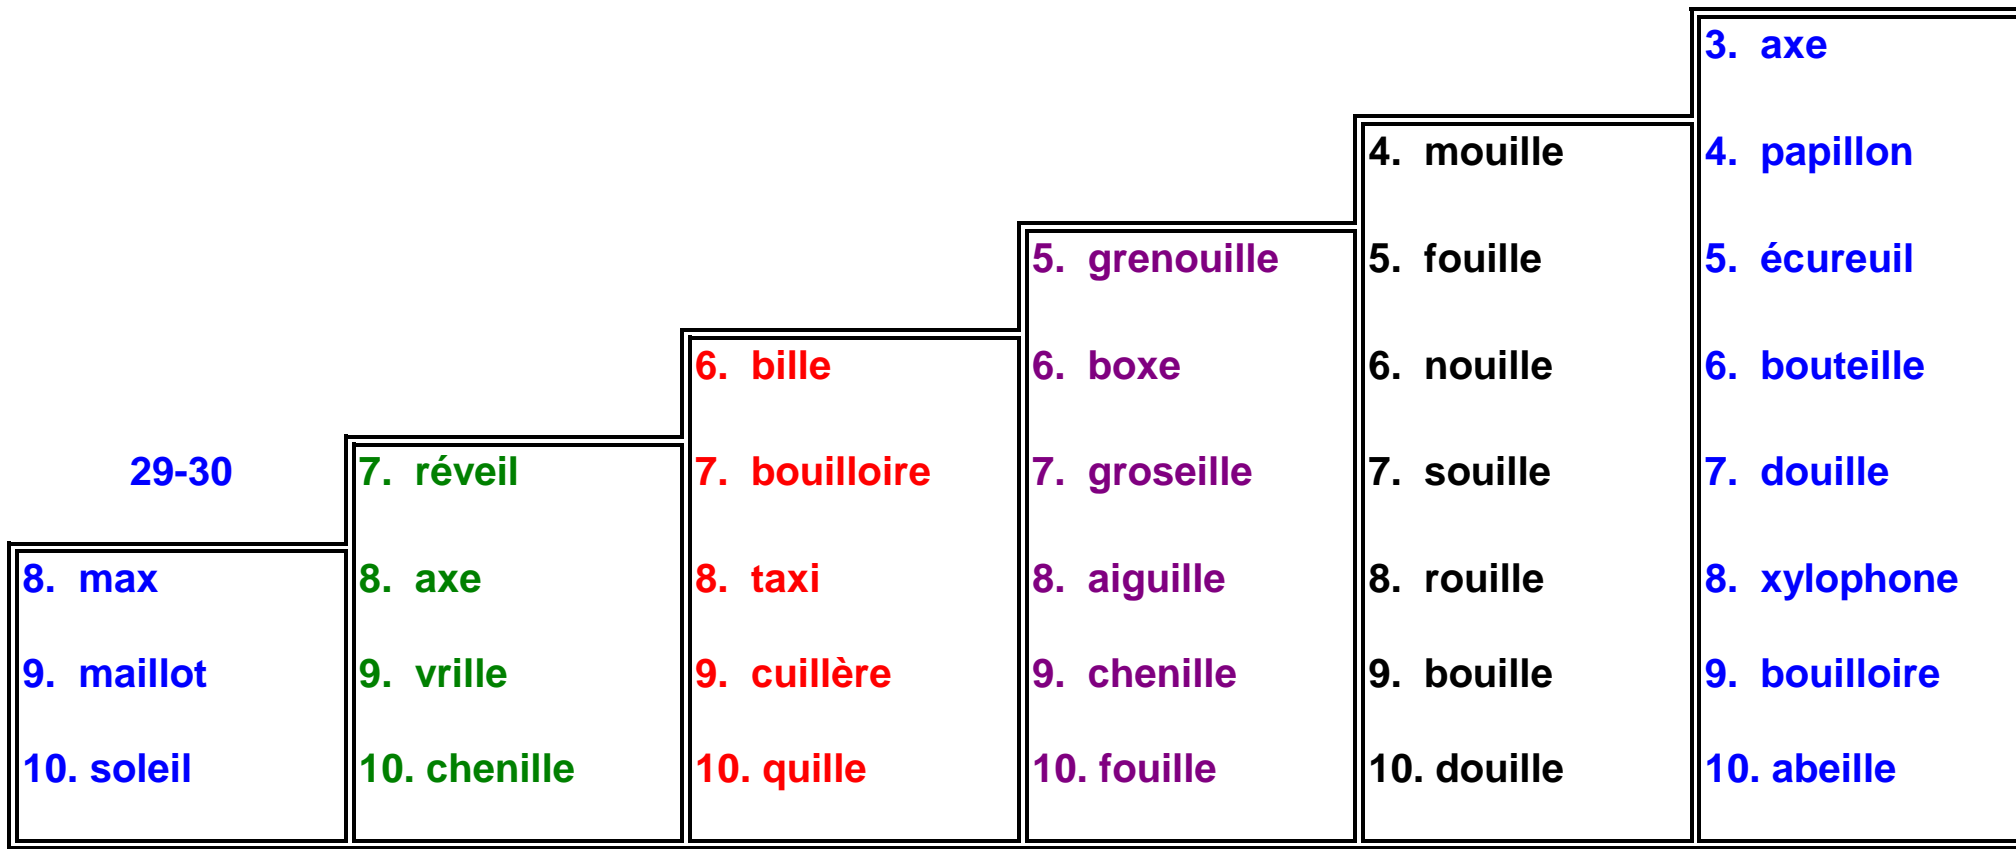 29-30
8. max
9. maillot
10. soleil
7. réveil
8. axe
9. vrille
10. chenille
6. bille
7. bouilloire
8. taxi
9. cuillère
10. quille
5. grenouille
6. boxe
7. groseille
8. aiguille
9. chenille
10. fouille
4. mouille
5. fouille
6. nouille
7. souille
8. rouille
9. bouille
10. douille
3. axe
4. papillon
5. écureuil
6. bouteille
7. douille
8. xylophone
9. bouilloire
10. abeille